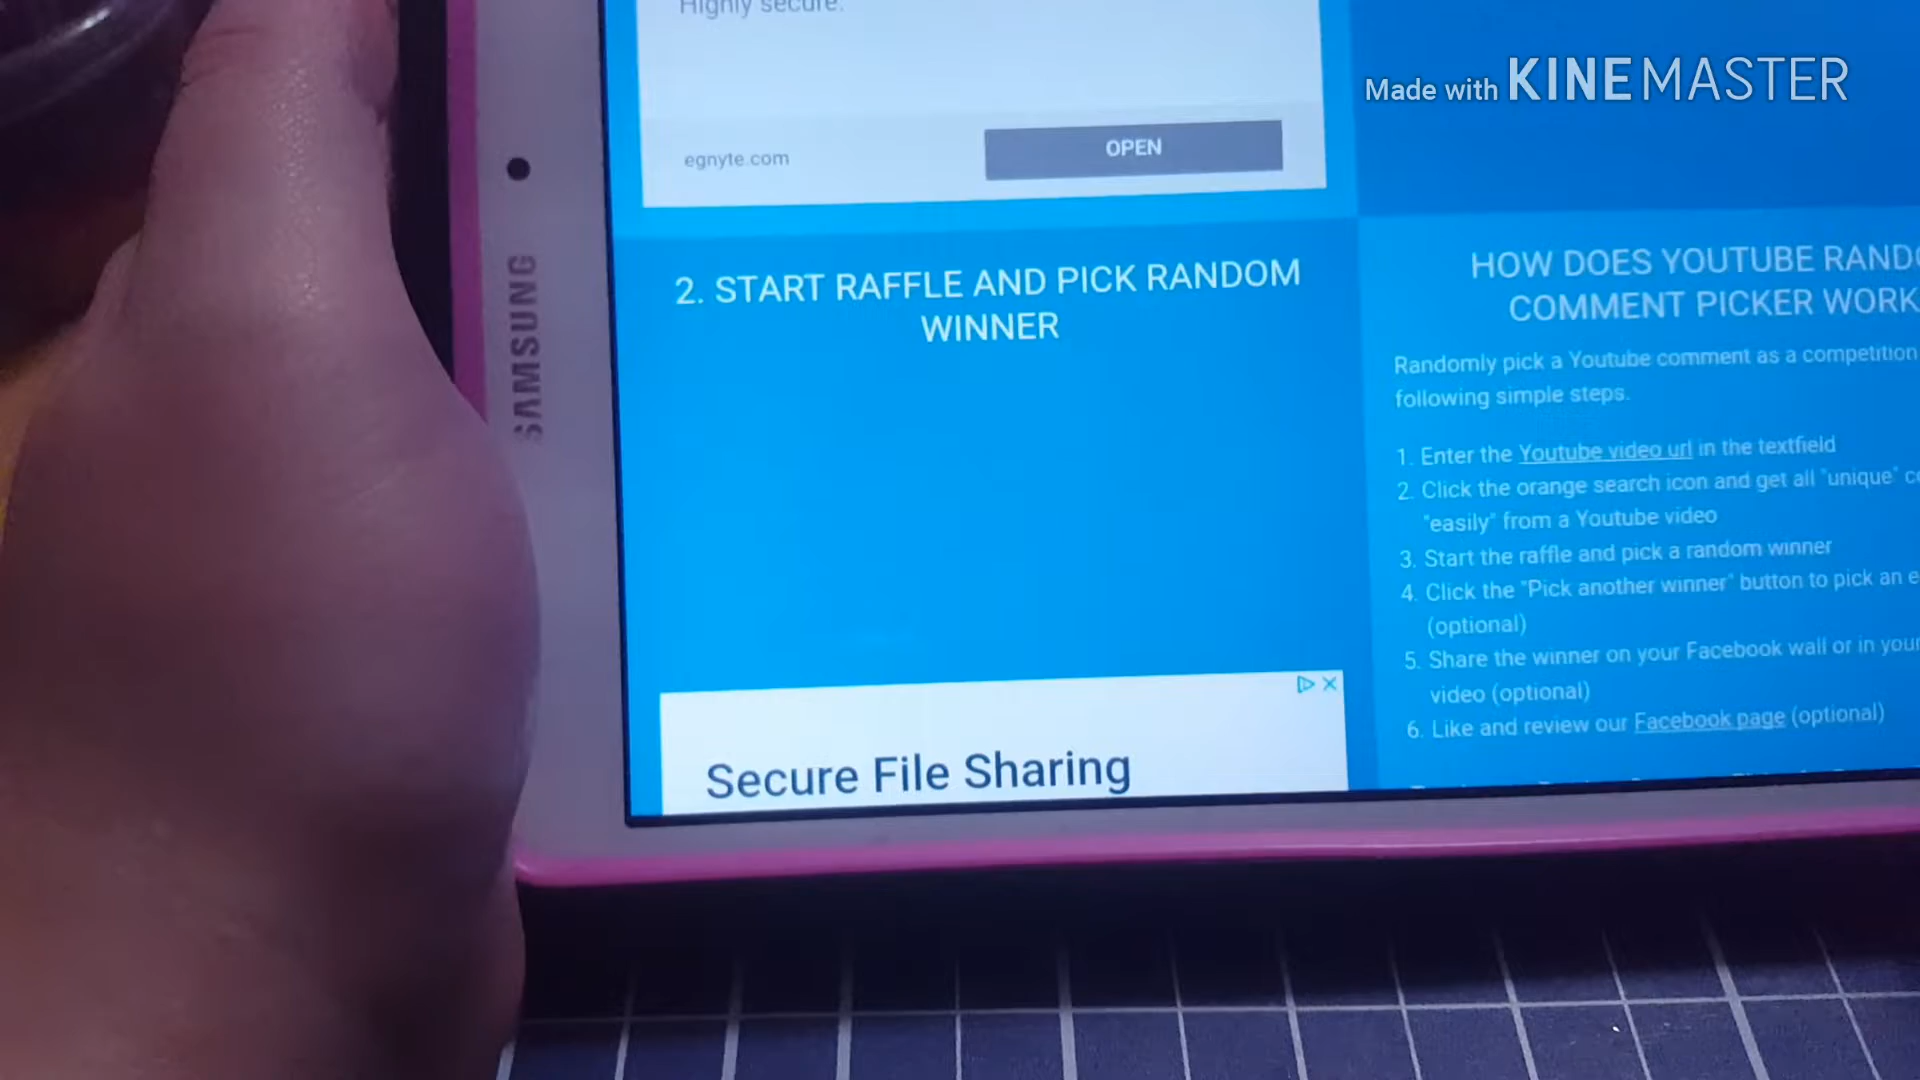 Highly secure.
Made with KINEMASTER
egnyte.com
OPEN
SAMSUNG
2. START RAFFLE AND PICK RANDOM
WINNER
Secure File Sharing
HOW DOES YOUTUBE
COMMENT PICKER WORK
Randomly pick a Youtube comment as a competition
following simple steps.
1. Enter the Youtube video url in the textfield
2. Click the orange search icon and get all "unique"
"easily" from a Youtube video
3. Start the raffle and pick a random winner
4. Click the "Pick another winner" button to pick an
(optional)
5. Share the winner on your Facebook wall or in your
video (optional)
6. Like and review our Facebook page (optional)